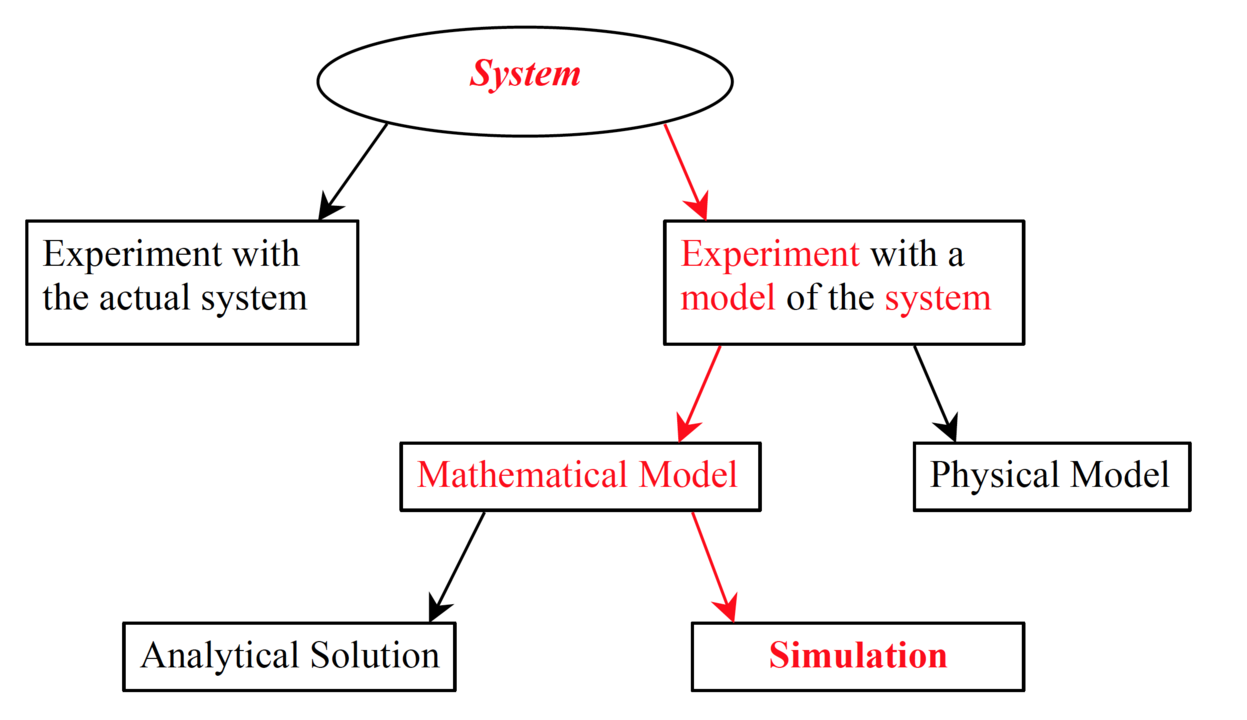 System
Experiment with
the actual system
Experiment with a
model of the system
Mathematical Model
Physical Model
Analytical Solution
Simulation